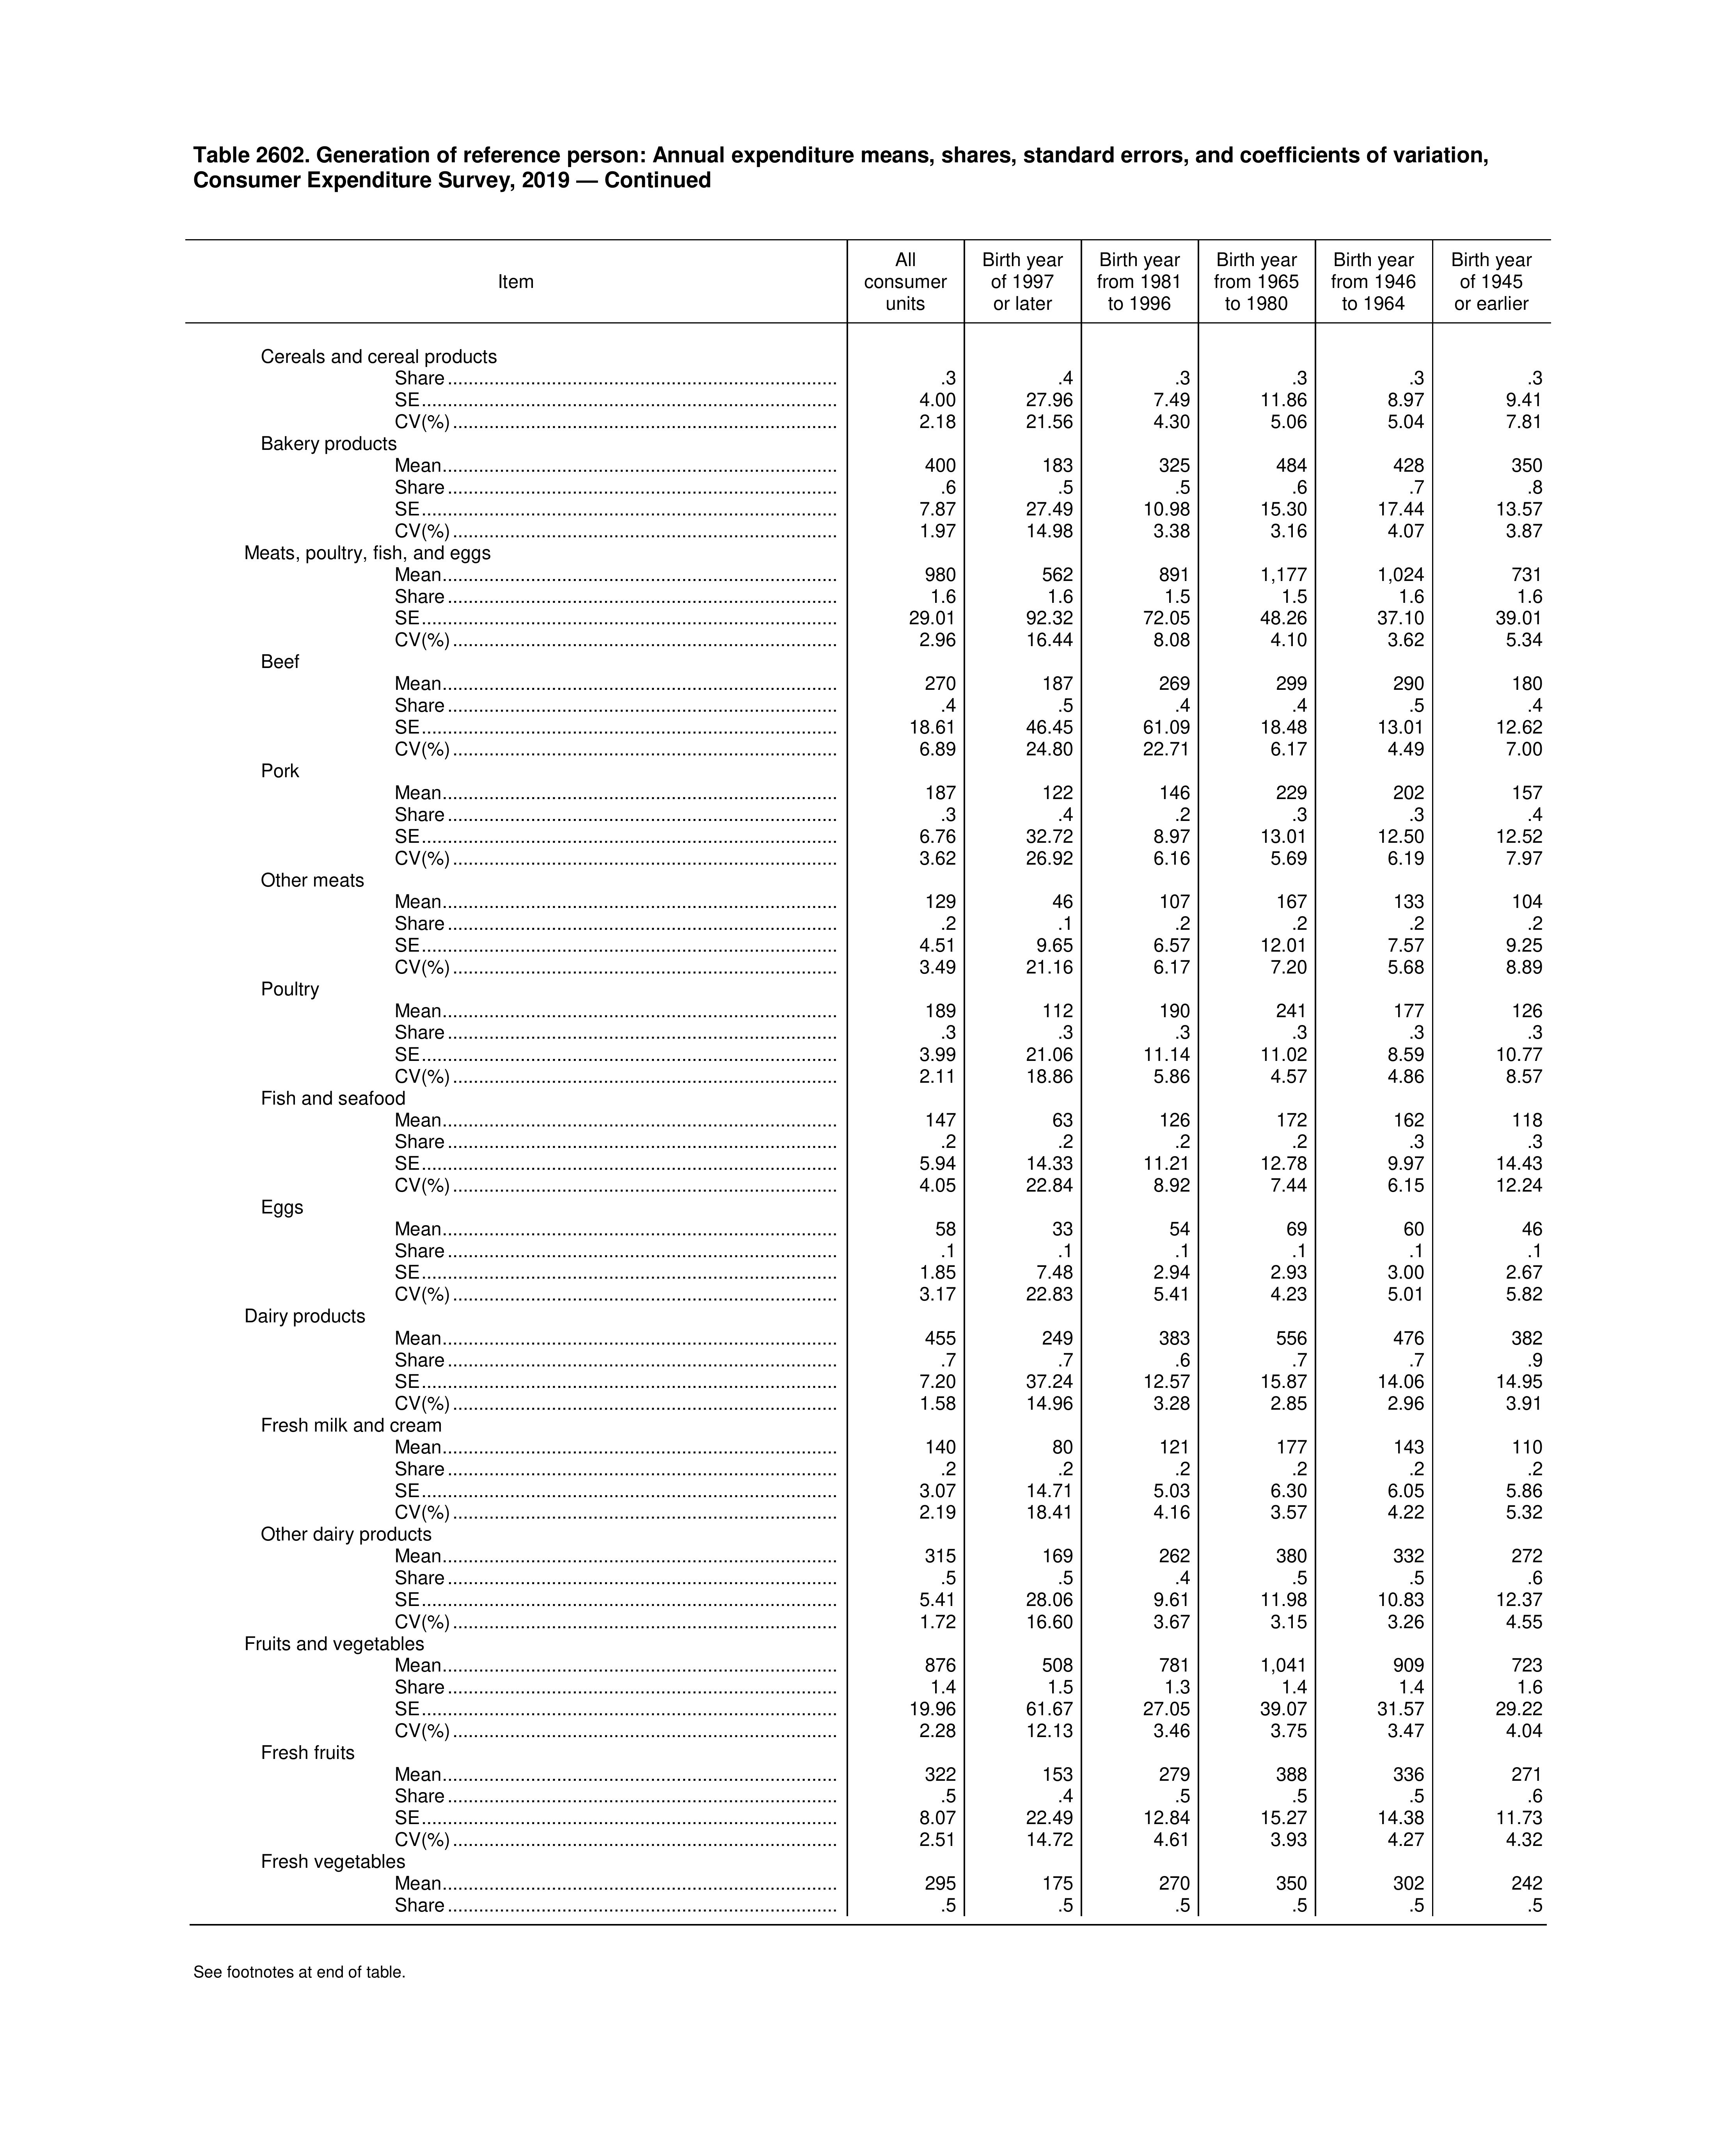 Table 2602. Generation of reference person: Annual expenditure means, shares, standard errors, and coefficients of variation,
Consumer Expenditure Survey, 2019 — Continued
Item
All consumer units
Birth year of 1997 or later
Birth year from 1981 to 1996
Birth year from 1965 to 1980
Birth year from 1946 to 1964
Birth year of 1945 or earlier
Cereals and cereal products
Share .3 .4 .3 .3 .3 .3
SE 4.00 27.96 7.49 11.86 8.97 9.41
CV(%) 2.18 21.56 4.30 5.06 5.04 7.81
Bakery products
Mean 400 183 325 484 428 350
Share .6 .5 .5 .6 .7 .8
SE 7.87 27.49 10.98 15.30 17.44 13.57
CV(%) 1.97 14.98 3.38 3.16 4.07 3.87
Meats, poultry, fish, and eggs
Mean 980 562 891 1,177 1,024 731
Share 1.6 1.6 1.5 1.5 1.6 1.6
SE 29.01 92.32 72.05 48.26 37.10 39.01
CV(%) 2.96 16.44 8.08 4.10 3.62 5.34
Beef
Mean 270 187 269 299 290 180
Share .4 .5 .4 .4 .5 .4
SE 18.61 46.45 61.09 18.48 13.01 12.62
CV(%) 6.89 24.80 22.71 6.17 4.49 7.00
Pork
Mean 187 122 146 229 202 157
Share .3 .4 .2 .3 .3 .4
SE 6.76 32.72 8.97 13.01 12.50 12.52
CV(%) 3.62 26.92 6.16 5.69 6.19 7.97
Other meats
Mean 129 46 107 167 133 104
Share .2 .1 .2 .2 .2 .2
SE 4.51 9.65 6.57 12.01 7.57 9.25
CV(%) 3.49 21.16 6.17 7.20 5.68 8.89
Poultry
Mean 189 112 190 241 177 126
Share .3 .3 .3 .3 .3 .3
SE 3.99 21.06 11.14 11.02 8.59 10.77
CV(%) 2.11 18.86 5.86 4.57 4.86 8.57
Fish and seafood
Mean 147 63 126 172 162 118
Share .2 .2 .2 .2 .3 .3
SE 5.94 14.33 11.21 12.78 9.97 14.43
CV(%) 4.05 22.84 8.92 7.44 6.15 12.24
Eggs
Mean 58 33 54 69 60 46
Share .1 .1 .1 .1 .1 .1
SE 1.85 7.48 2.94 2.93 3.00 2.67
CV(%) 3.17 22.83 5.41 4.23 5.01 5.82
Dairy products
Mean 455 249 383 556 476 382
Share .7 .7 .6 .7 .7 .9
SE 7.20 37.24 12.57 15.87 14.06 14.95
CV(%) 1.58 14.96 3.28 2.85 2.96 3.91
Fresh milk and cream
Mean 140 80 121 177 143 110
Share .2 .2 .2 .2 .2 .2
SE 3.07 14.71 5.03 6.30 6.05 5.86
CV(%) 2.19 18.41 4.16 3.57 4.22 5.32
Other dairy products
Mean 315 169 262 380 332 272
Share .5 .5 .4 .5 .5 .6
SE 5.41 28.06 9.61 11.98 10.83 12.37
CV(%) 1.72 16.60 3.67 3.15 3.26 4.55
Fruits and vegetables
Mean 876 508 781 1,041 909 723
Share 1.4 1.5 1.3 1.4 1.4 1.6
SE 19.96 61.67 27.05 39.07 31.57 29.22
CV(%) 2.28 12.13 3.46 3.75 3.47 4.04
Fresh fruits
Mean 322 153 279 388 336 271
Share .5 .4 .5 .5 .5 .6
SE 8.07 22.49 12.84 15.27 14.38 11.73
CV(%) 2.51 14.72 4.61 3.93 4.27 4.32
Fresh vegetables
Mean 295 175 270 350 302 242
Share .5 .5 .5 .5 .5 .5
See footnotes at end of table.